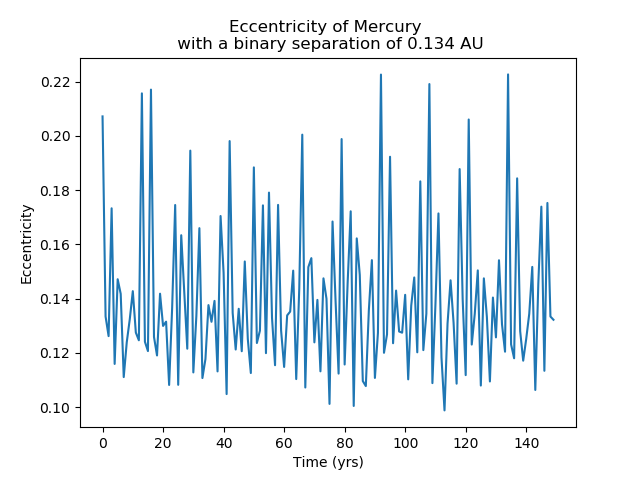 Eccentricity of Mercury
with a binary separation of 0.134 AU
0.22
0.20
0.18
0.16
0.14
0.12
0.10
Eccentricity
0 20 40 60 80 100 120 140
Time (yrs)